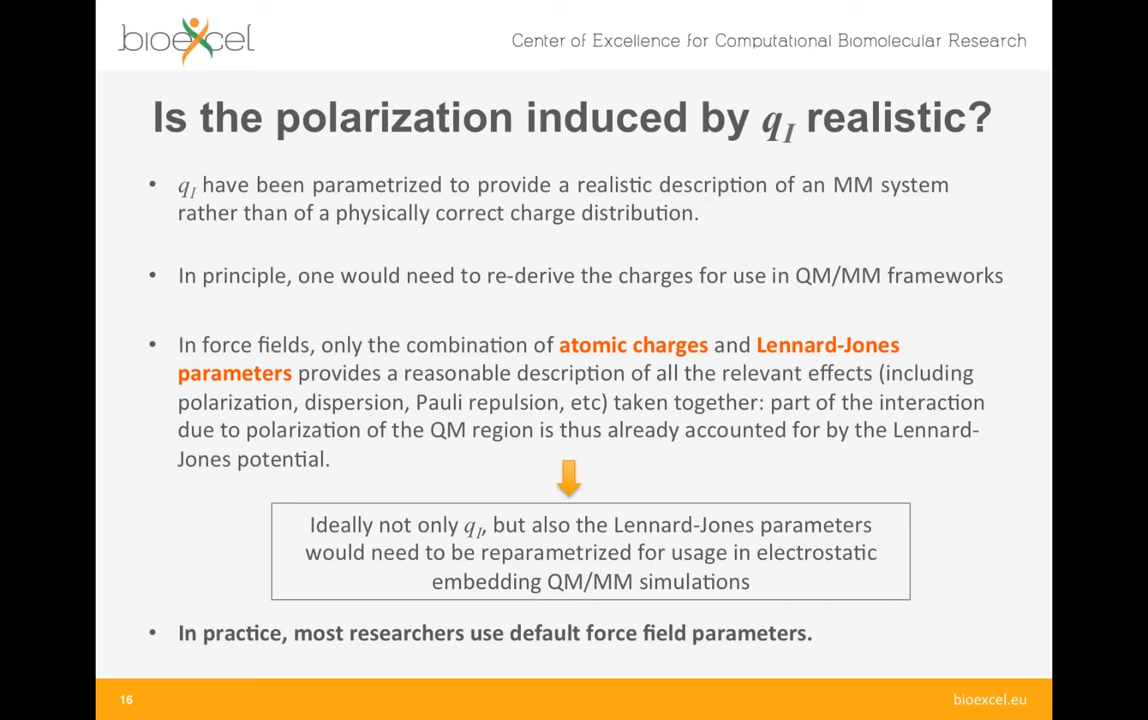 bioexcel
Center of Excellence for Computational Biomolecular Research
Is the polarization induced by qI realistic?
• qI have been parametrized to provide a realistic description of an MM system
rather than of a physically correct charge distribution.
• In principle, one would need to re-derive the charges for use in QM/MM frameworks
• In force fields, only the combination of atomic charges and Lennard-Jones
parameters provides a reasonable description of all the relevant effects (including
polarization, dispersion, Pauli repulsion, etc) taken together: part of the interaction
due to polarization of the QM region is thus already accounted for by the Lennard-
Jones potential.
Ideally not only qI, but also the Lennard-Jones parameters
would need to be reparametrized for usage in electrostatic
embedding QM/MM simulations
• In practice, most researchers use default force field parameters.
16
bioexcel.eu